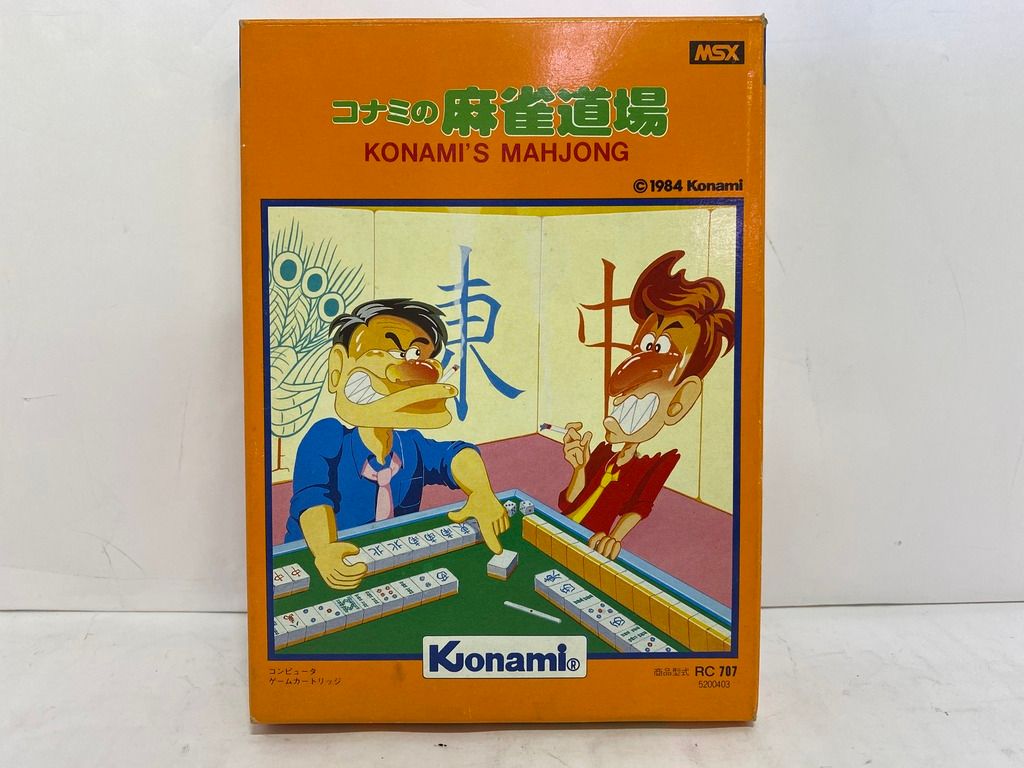 MSX
コナミの麻雀道場
KONAMI'S MAHJONG
©1984 Konami
東
中
Konami®
コンピュータ
ゲームカートリッジ
商品型式 RC 707
5200403